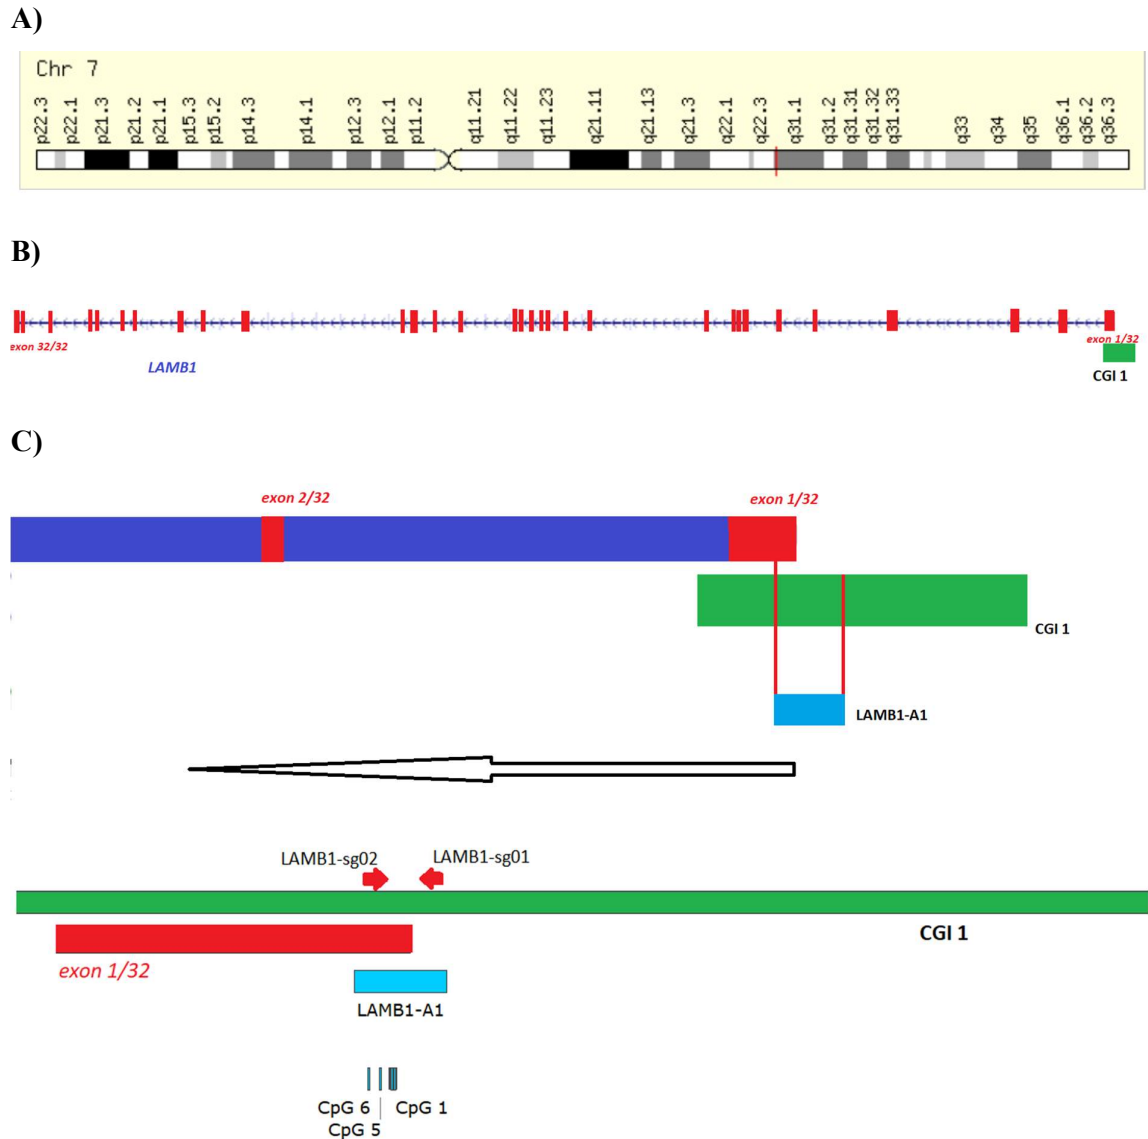 A)
Chr 7
p22.3 p22.1 p21.3 p21.2 p21.1 p15.3 p15.2 p14.3 p14.1 p12.3 p12.1 p11.2 q11.21 q11.22 q11.23 q21.11 q21.13 q21.3 q22.1 q22.3 q31.1 q31.2 q31.31 q31.32 q31.33 q33 q34 q35 q36.1 q36.2 q36.3
B)
exon 32/32
exon 1/32
LAMB1
CGI 1
C)
exon 2/32
exon 1/32
CGI 1
LAMB1-A1
LAMB1-sg02
LAMB1-sg01
CGI 1
exon 1/32
LAMB1-A1
CpG 6 CpG 1
CpG 5